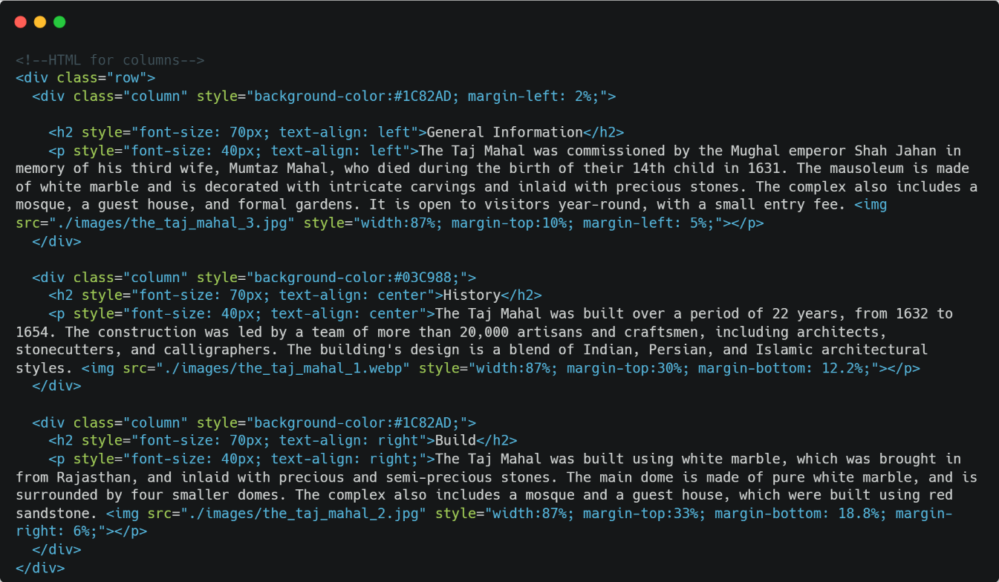 <!--HTML for columns-->
<div class="row">
  <div class="column" style="background-color:#1C82AD; margin-left: 2%;">

    <h2 style="font-size: 70px; text-align: left">General Information</h2>
    <p style="font-size: 40px; text-align: left">The Taj Mahal was commissioned by the Mughal emperor Shah Jahan in
memory of his third wife, Mumtaz Mahal, who died during the birth of their 14th child in 1631. The mausoleum is made
of white marble and is decorated with intricate carvings and inlaid with precious stones. The complex also includes a
mosque, a guest house, and formal gardens. It is open to visitors year-round, with a small entry fee. <img
src="./images/the_taj_mahal_3.jpg" style="width:87%; margin-top:10%; margin-left: 5%;"></p>
  </div>

  <div class="column" style="background-color:#03C988;">
    <h2 style="font-size: 70px; text-align: center">History</h2>
    <p style="font-size: 40px; text-align: center">The Taj Mahal was built over a period of 22 years, from 1632 to
1654. The construction was led by a team of more than 20,000 artisans and craftsmen, including architects,
stonecutters, and calligraphers. The building's design is a blend of Indian, Persian, and Islamic architectural
styles. <img src="./images/the_taj_mahal_1.webp" style="width:87%; margin-top:30%; margin-bottom: 12.2%;"></p>
  </div>

  <div class="column" style="background-color:#1C82AD;">
    <h2 style="font-size: 70px; text-align: right">Build</h2>
    <p style="font-size: 40px; text-align: right;">The Taj Mahal was built using white marble, which was brought in
from Rajasthan, and inlaid with precious and semi-precious stones. The main dome is made of pure white marble, and is
surrounded by four smaller domes. The complex also includes a mosque and a guest house, which were built using red
sandstone. <img src="./images/the_taj_mahal_2.jpg" style="width:87%; margin-top:33%; margin-bottom: 18.8%; margin-
right: 6%;"></p>
  </div>
</div>